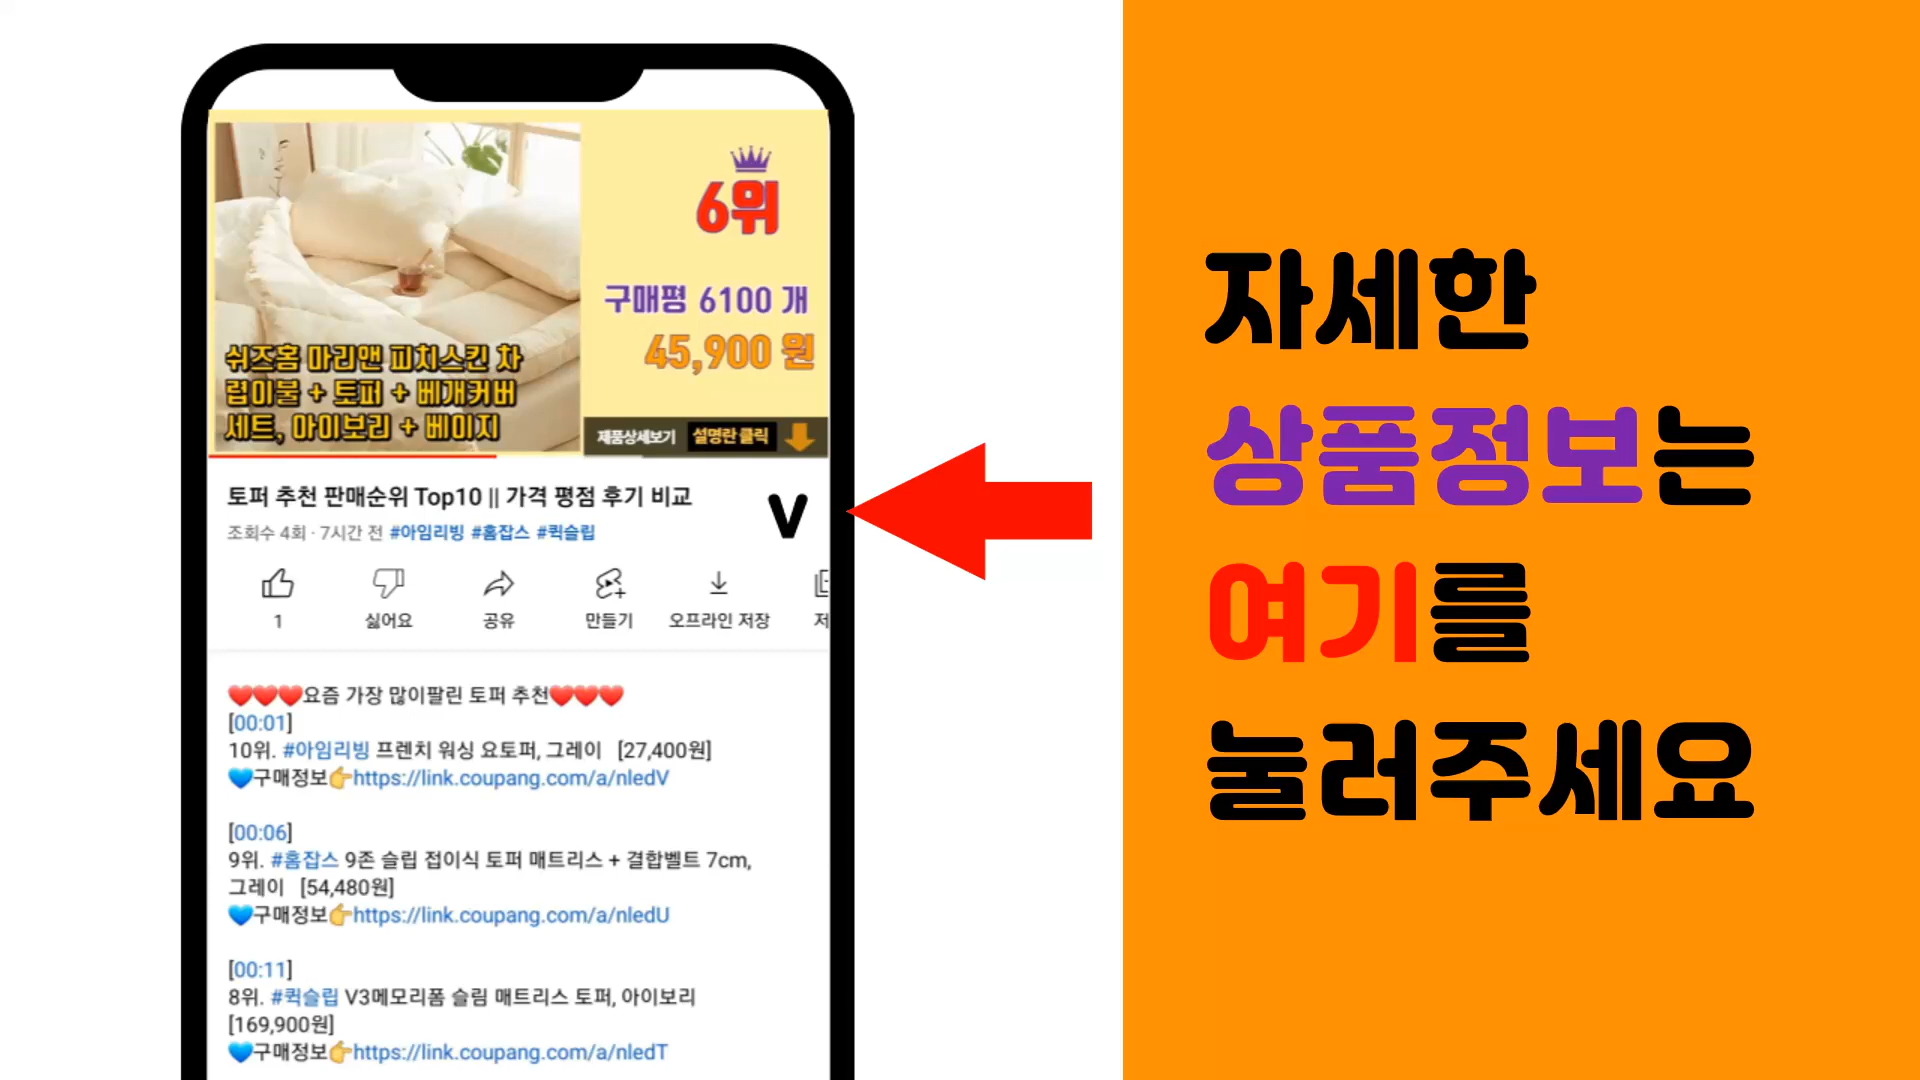 6위
구매평 6100 개
45,900 원
쉬즈홈 마리앤 피치스킨 차
렵이불 + 토퍼 + 베개커버
세트, 아이보리 + 베이지
제품상세보기 설명란 클릭
토퍼 추천 판매순위 Top10 || 가격 평점 후기 비교
V
조회수 4회 · 7시간 전 #아임리빙 #홈잡스 #퀵슬립
1 싫어요 공유 만들기 오프라인 저장 저
❤️❤️❤️요즘 가장 많이팔린 토퍼 추천❤️❤️❤️
[00:01]
10위. #아임리빙 프렌치 워싱 요토퍼, 그레이 [27,400원]
💙구매정보👉https://link.coupang.com/a/nledV
[00:06]
9위. #홈잡스 9존 슬립 접이식 토퍼 매트리스 + 결합벨트 7cm,
그레이 [54,480원]
💙구매정보👉https://link.coupang.com/a/nledU
[00:11]
8위. #퀵슬립 V3메모리폼 슬림 매트리스 토퍼, 아이보리
[169,900원]
💙구매정보👉https://link.coupang.com/a/nledT
자세한
상품정보는
여기를
눌러주세요